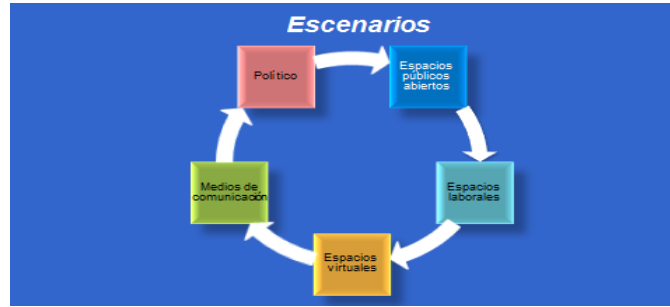 Escenarios
Político
Espacios
públicos
abiertos
Espacios
laborales
Espacios
virtuales
Medios de
comunicación